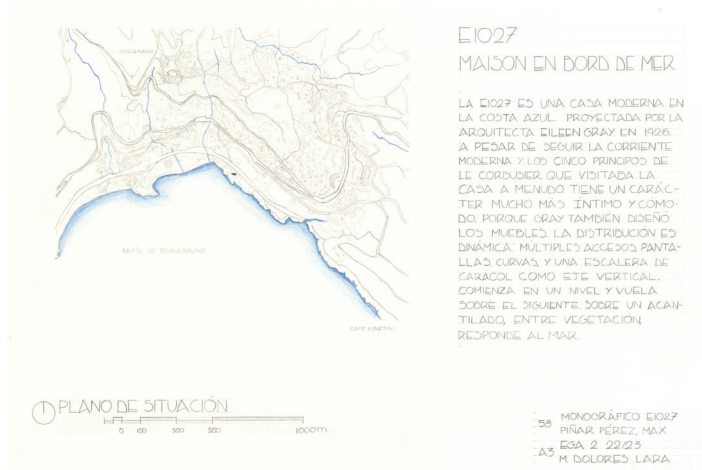 E1027
MAISON EN BORD DE MER
LA E1027 ES UNA CASA MODERNA EN
LA COSTA AZUL PROYECTADA POR LA
ARQUITECTA EILEEN GRAY EN 1926.
A PESAR DE SEGUIR LA CORRIENTE
MODERNA Y LOS CINCO PRINCIPOS DE
LE CORBUSIER, QUE VISITADA LA
CASA A MENUDO TIENE UN CARÁC-
TER MUCHO MÁS ÍNTIMO Y CÓMO-
DO, PORQUE GRAY TAMBIÉN DISEÑÓ
LOS MUEBLES. LA DISTRIBUCIÓN ES
DINÁMICA: MÚLTIPLES ACCESOS, PANTA-
LLAS, CURVAS, Y UNA ESCALERA DE
CARACOL COMO EJE VERTICAL.
COMIENZA EN UN NIVEL Y VUELA
SOBRE EL SIGUIENTE. SOBRE UN ACAN-
TILADO, ENTRE VEGETACIÓN,
RESPONDE AL MAR.
BAHÍA DE ROQUEBRUNE
CAPE MARTIN
PLANO DE SITUACIÓN
0 100 300 500 1000m
55
MONOGRÁFICO E1027
PIÑAR PÉREZ, MAX
A3
EGA 2 22/23
M. DOLORES LARA